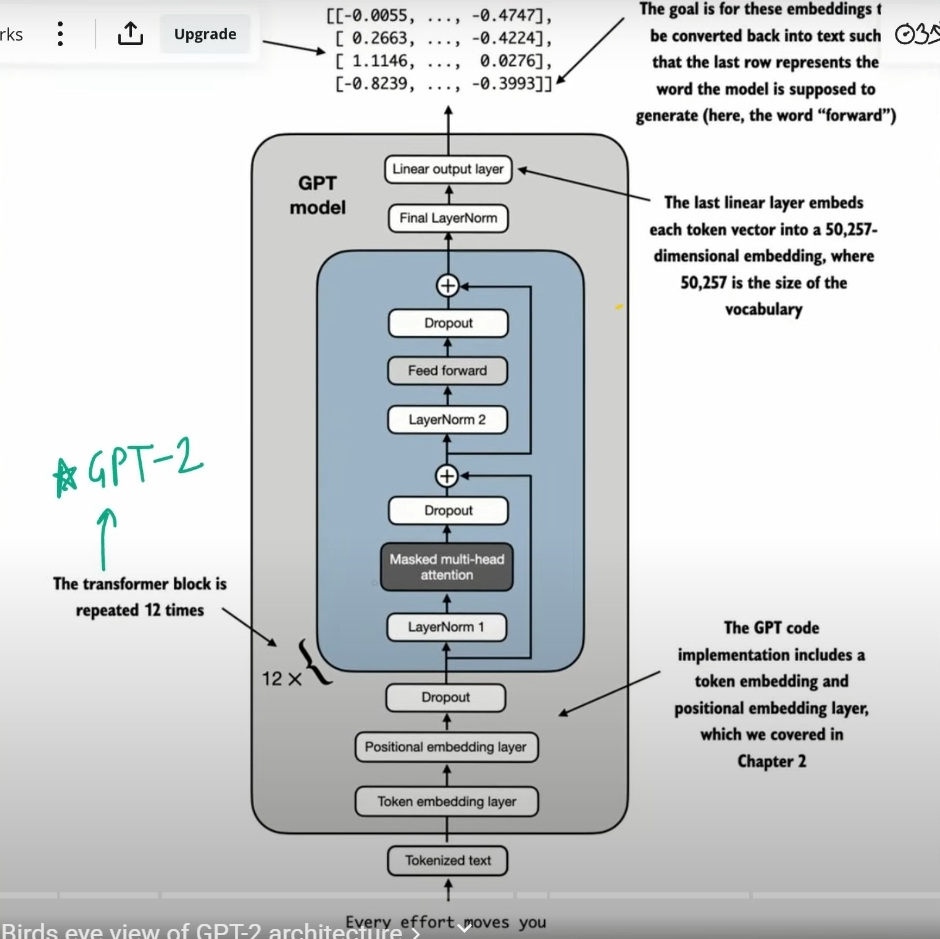 rks
Upgrade
[[-0.0055, ..., -0.4747],
[ 0.2663, ..., -0.4224],
[ 1.1146, ..., 0.0276],
[-0.8239, ..., -0.3993]]
The goal is for these embeddings t
be converted back into text such
that the last row represents the
word the model is supposed to
generate (here, the word “forward”)
GPT
model
Linear output layer
Final LayerNorm
The last linear layer embeds
each token vector into a 50,257-
dimensional embedding, where
50,257 is the size of the
vocabulary
+
Dropout
Feed forward
LayerNorm 2
+
Dropout
Masked multi-head
attention
LayerNorm 1
GPT-2
The transformer block is
repeated 12 times
12 ×
Dropout
Positional embedding layer
Token embedding layer
The GPT code
implementation includes a
token embedding and
positional embedding layer,
which we covered in
Chapter 2
Tokenized text
Every effort moves you
Birds eye view of GPT-2 architecture >